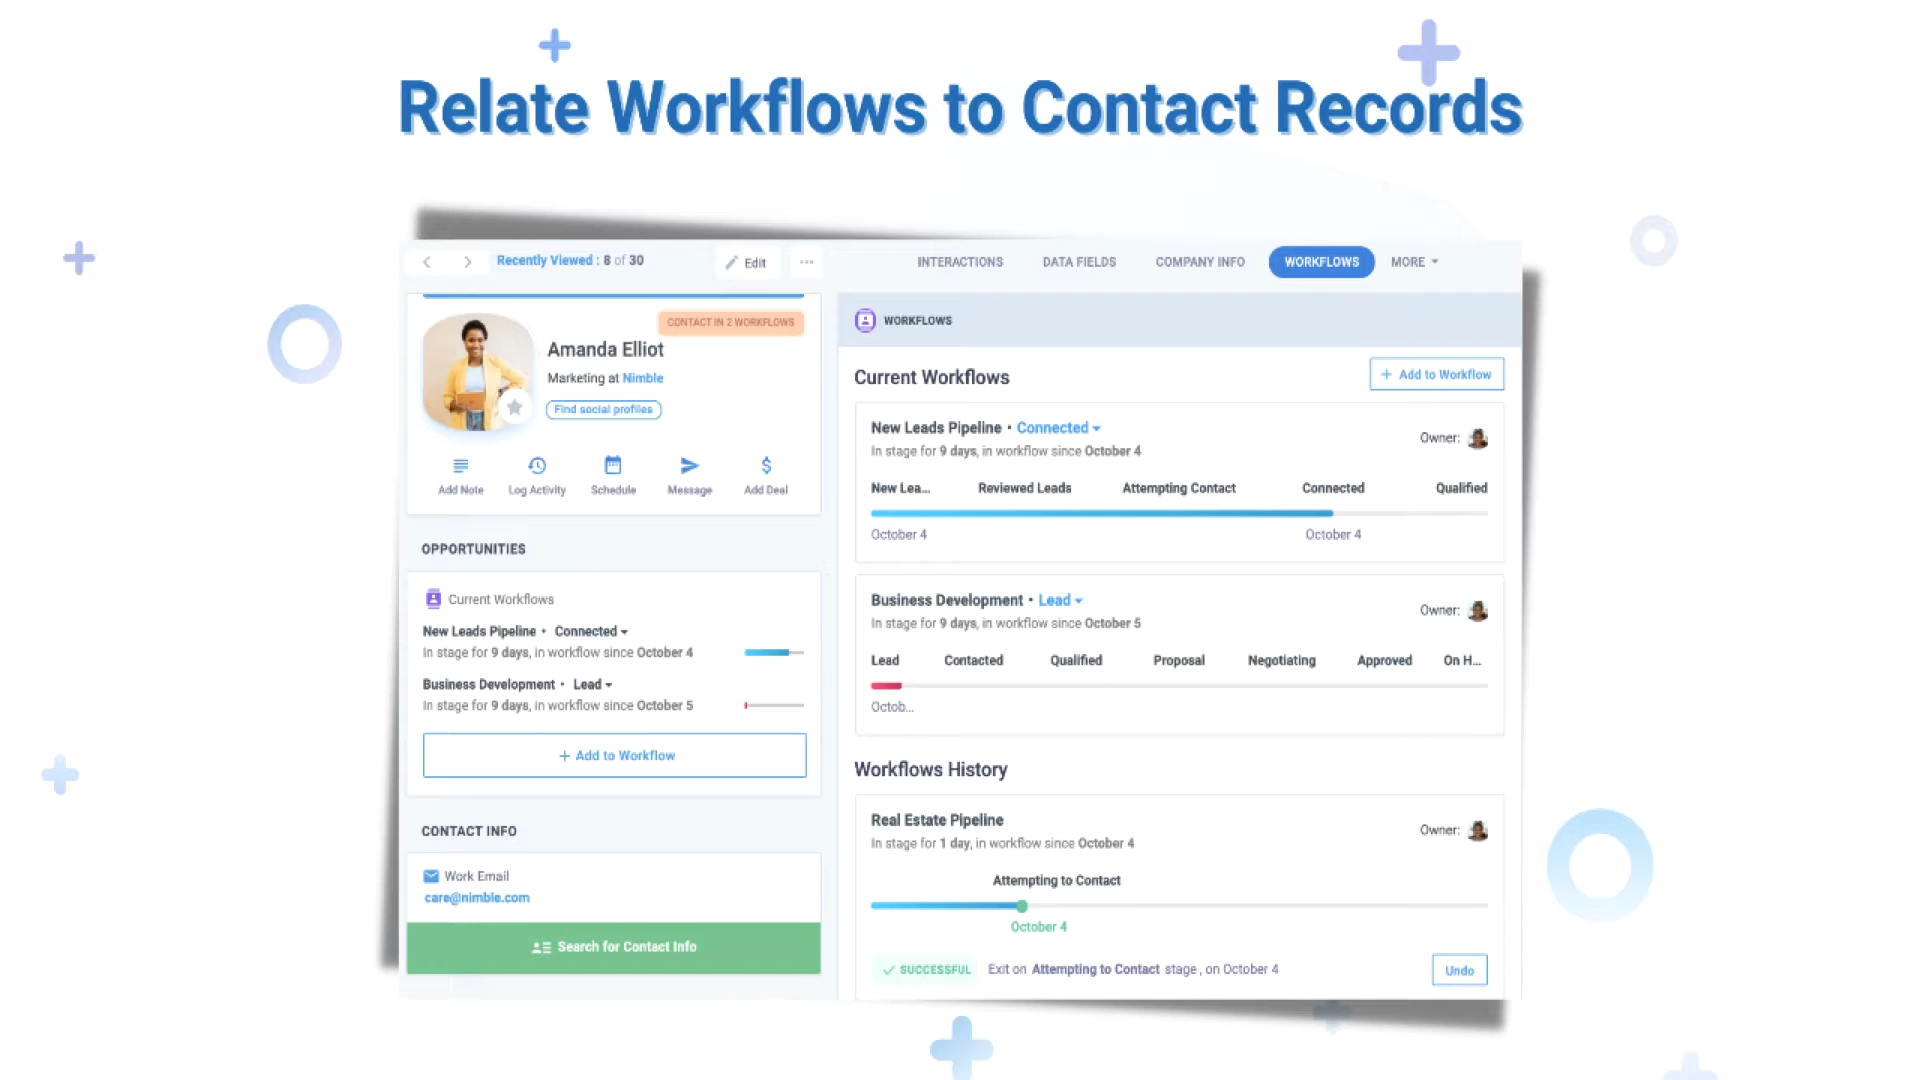 Relate Workflows to Contact Records
Recently Viewed : 8 of 30
Edit
INTERACTIONS
DATA FIELDS
COMPANY INFO
WORKFLOWS
MORE
CONTACT IN 2 WORKFLOWS
Amanda Elliot
Marketing at Nimble
Find social profiles
Add Note
Log Activity
Schedule
Message
Add Deal
OPPORTUNITIES
Current Workflows
New Leads Pipeline • Connected
In stage for 9 days, in workflow since October 4
Business Development • Lead
In stage for 9 days, in workflow since October 5
+ Add to Workflow
CONTACT INFO
Work Email
care@nimble.com
Search for Contact Info
WORKFLOWS
Current Workflows
+ Add to Workflow
New Leads Pipeline • Connected
Owner:
In stage for 9 days, in workflow since October 4
New Lea... Reviewed Leads Attempting Contact Connected Qualified
October 4 October 4
Business Development • Lead
Owner:
In stage for 9 days, in workflow since October 5
Lead Contacted Qualified Proposal Negotiating Approved On H...
Octob...
Workflows History
Real Estate Pipeline
Owner:
In stage for 1 day, in workflow since October 4
Attempting to Contact
October 4
SUCCESSFUL Exit on Attempting to Contact stage , on October 4
Undo